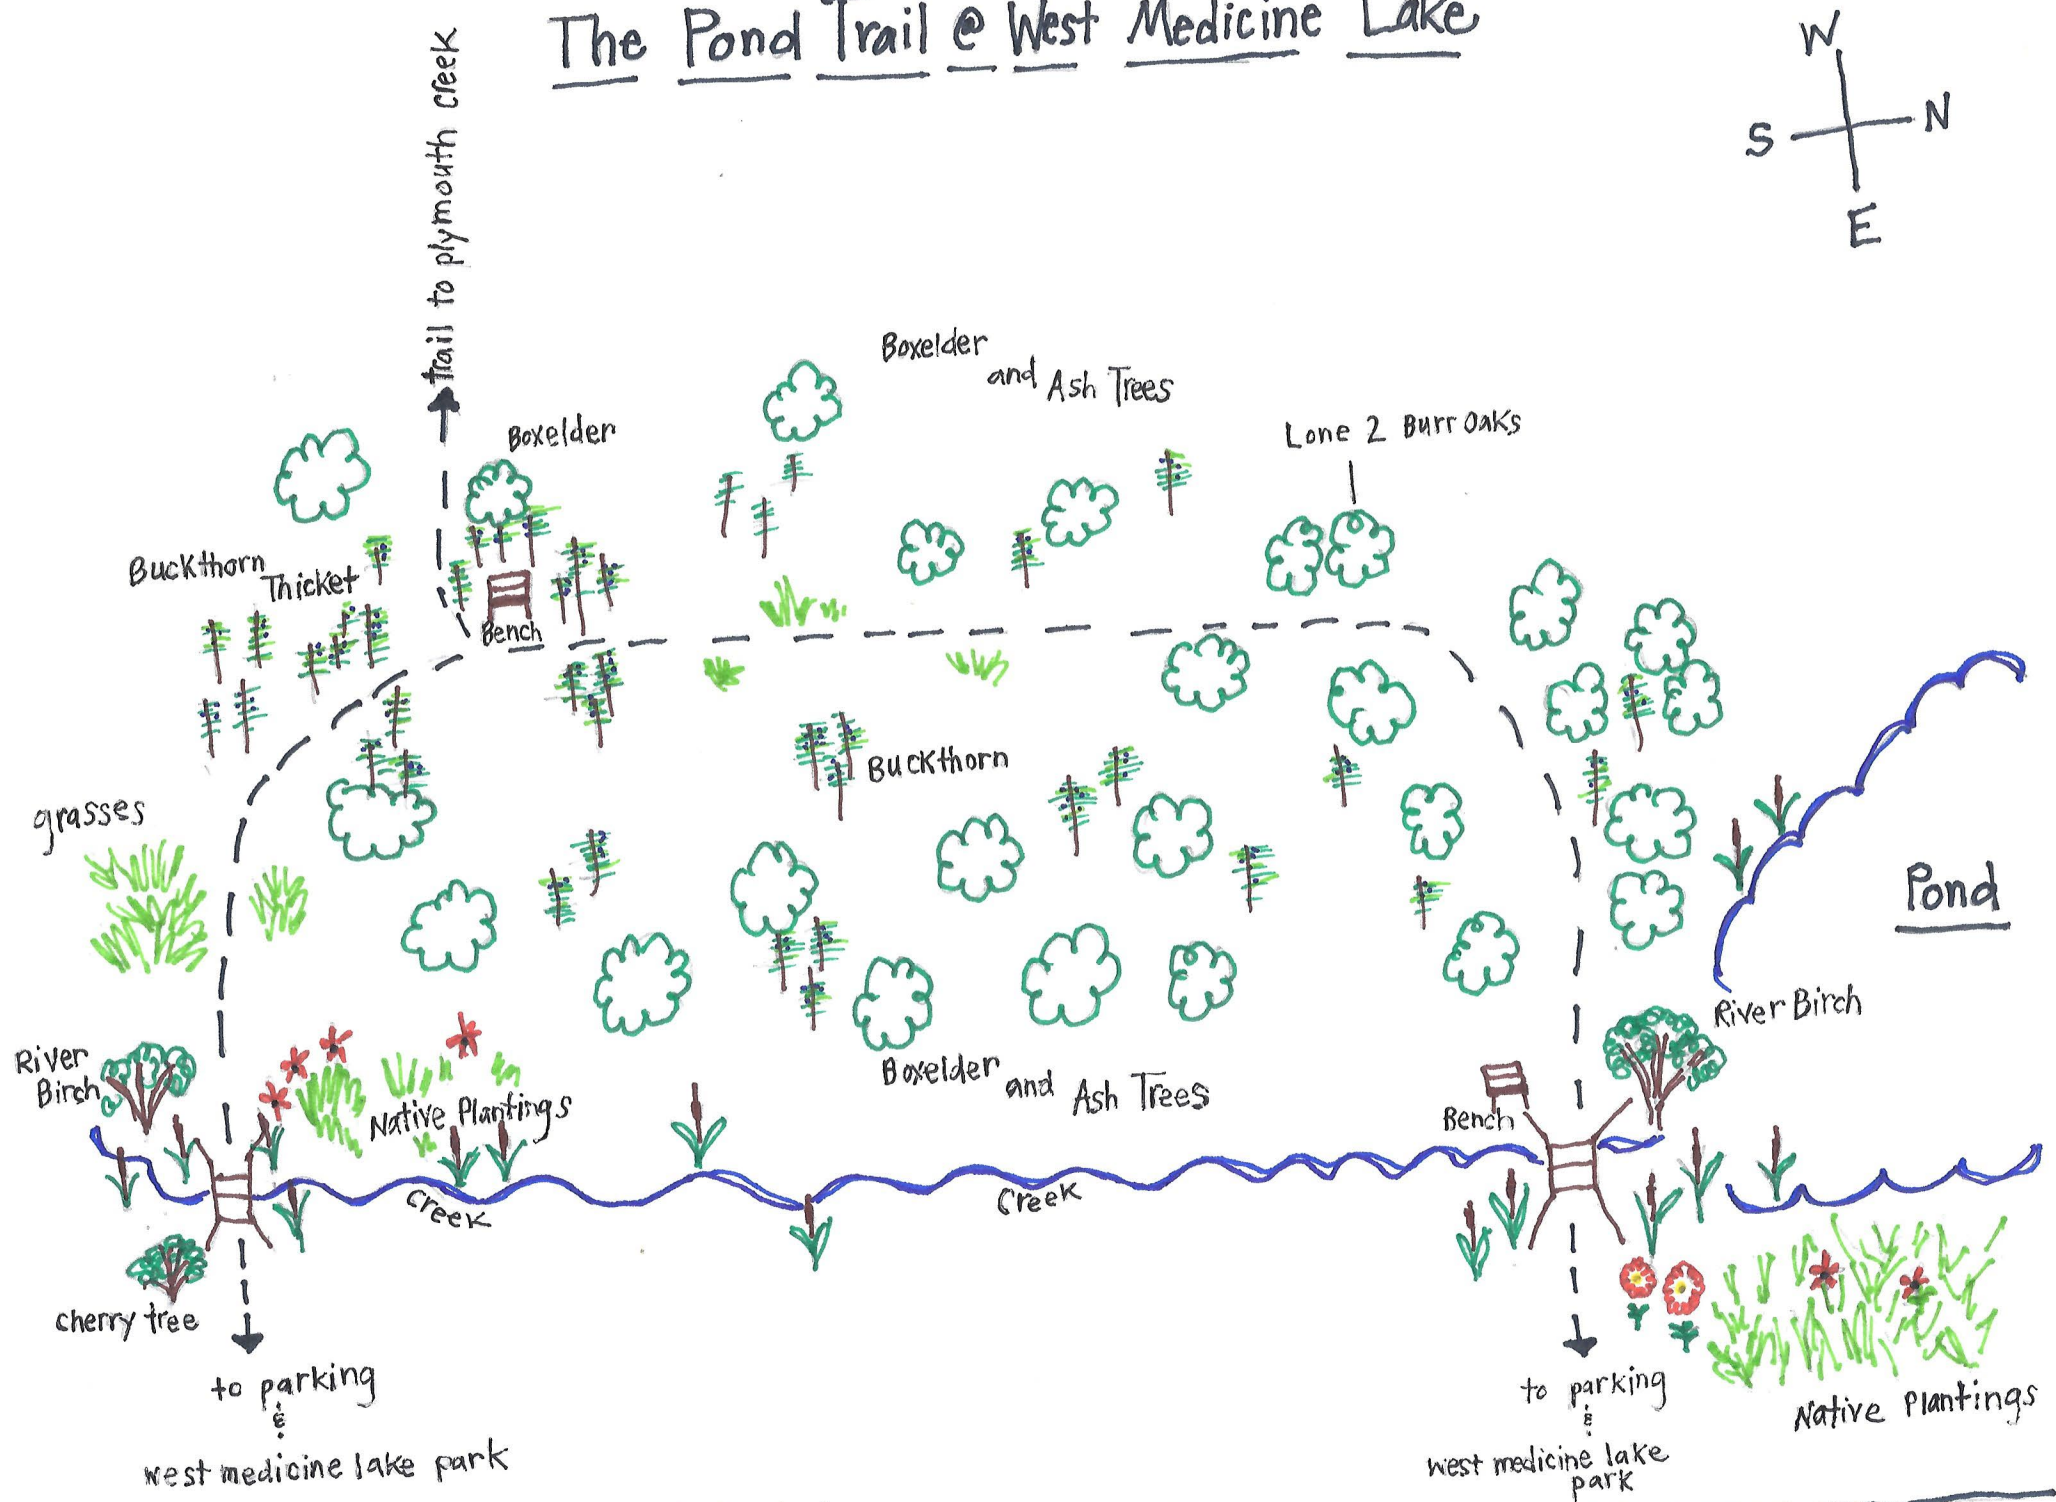 The Pond Trail @ West Medicine Lake
W
S N
E
trail to plymouth creek
Boxelder
and Ash Trees
Boxelder
Lone 2 Burr Oaks
Buckthorn
Thicket
Bench
Buckthorn
grasses
Pond
River Birch
River
Birch
Native Plantings
Boxelder and Ash Trees
Bench
creek
Creek
cherry tree
to parking
&
west medicine lake park
to parking
&
west medicine lake
park
Native Plantings